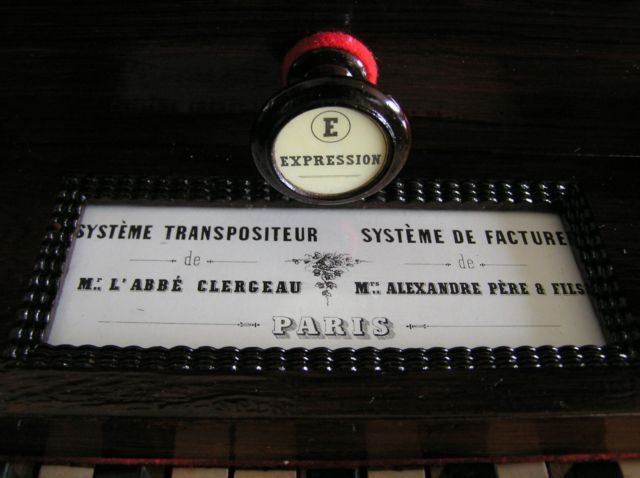 E
EXPRESSION
SYSTÈME TRANSPOSITEUR
de
Mr. L'ABBÉ CLERGEAU
SYSTÈME DE FACTURE
de
Mrs. ALEXANDRE PÈRE & FILS
PARIS